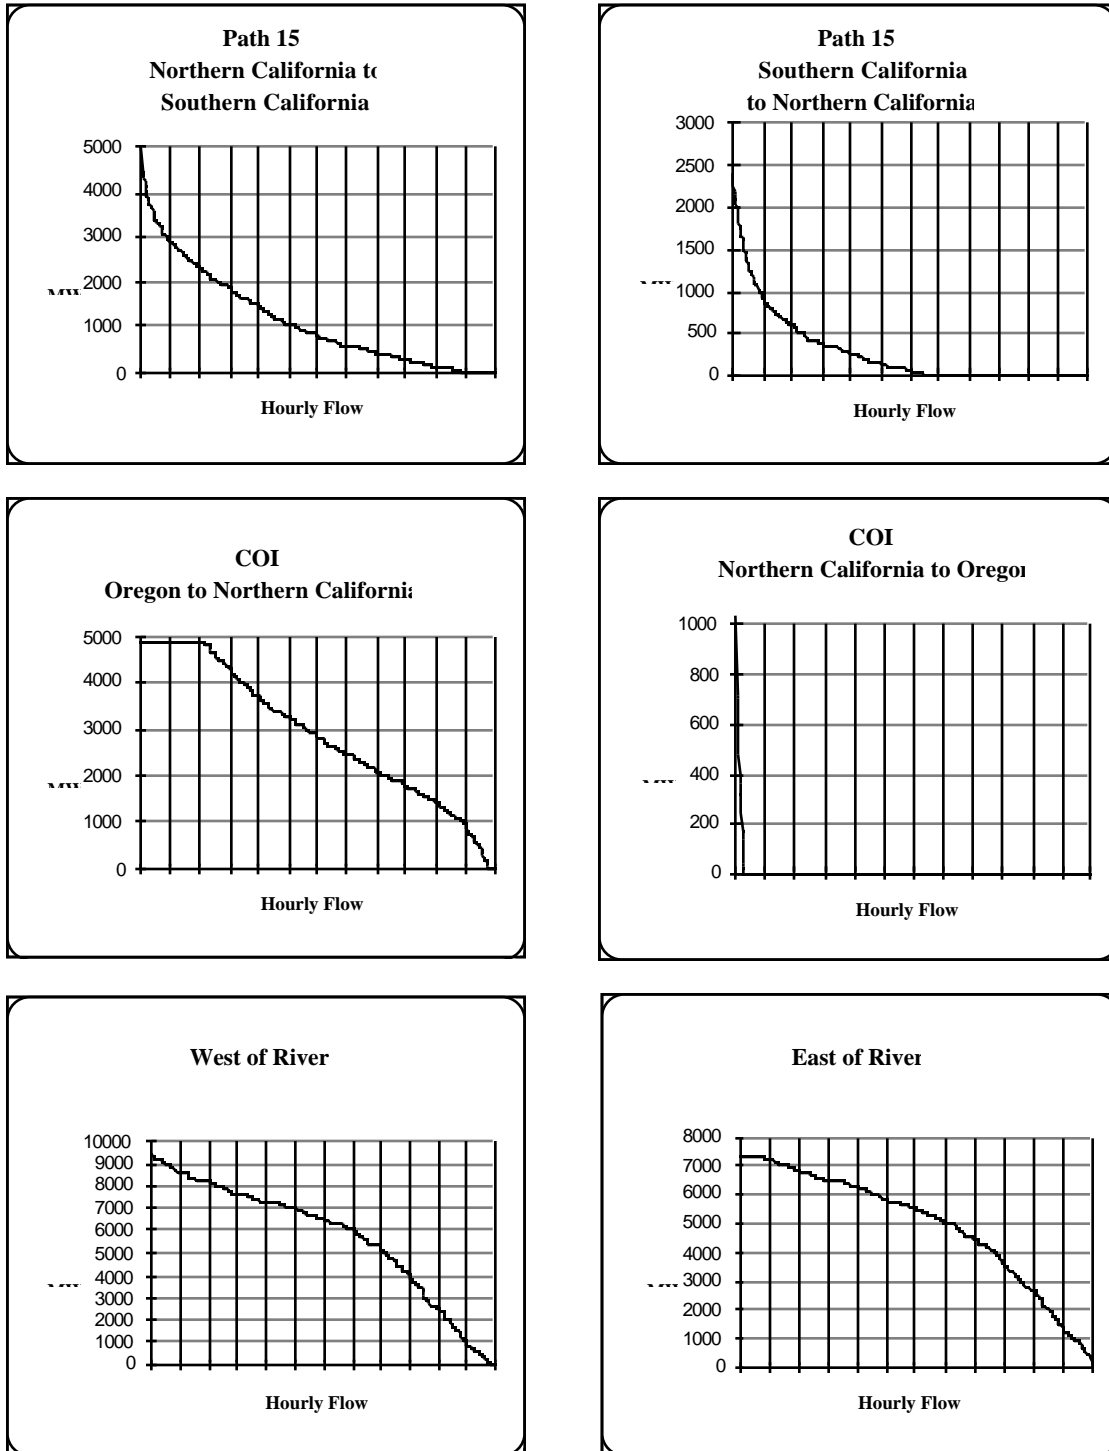 Path 15
Northern California to
Southern California
5000
4000
3000
2000
1000
0
Hourly Flow
Path 15
Southern California
to Northern California
3000
2500
2000
1500
1000
500
0
Hourly Flow
COI
Oregon to Northern California
5000
4000
3000
2000
1000
0
Hourly Flow
COI
Northern California to Oregon
1000
800
600
400
200
0
Hourly Flow
West of River
10000
9000
8000
7000
6000
5000
4000
3000
2000
1000
0
Hourly Flow
East of River
8000
7000
6000
5000
4000
3000
2000
1000
0
Hourly Flow